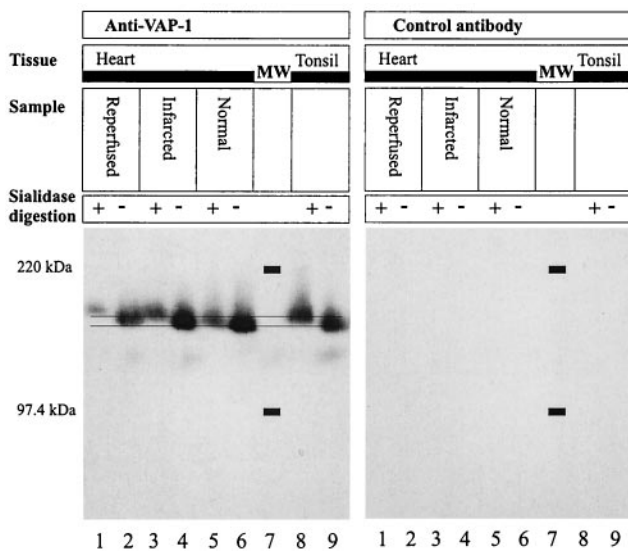 Anti-VAP-1 Control antibody
Tissue Heart MW Tonsil Heart MW Tonsil
Sample Reperfused Infarcted Normal Reperfused Infarcted Normal
Sialidase digestion + - + - + - + - + - + - + - + -
220 kDa
97.4 kDa
1 2 3 4 5 6 7 8 9 1 2 3 4 5 6 7 8 9